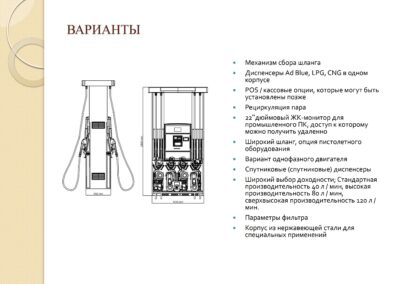 ВАРИАНТЫ
Механизм сбора шланга
Диспенсеры Ad Blue, LPG, CNG в одном
корпусе
POS / кассовые опции, которые могут быть
установлены позже
Рециркуляция пара
22"дюймовый ЖК-монитор для
промышленного ПК, доступ к которому
можно получить удаленно
Широкий шланг, опция пистолетного
оборудования
Вариант однофазного двигателя
Спутниковые (спутниковые) диспенсеры
Широкий выбор доходности; Стандартная
производительность 40 л / мин, высокая
производительность 80 л / мин,
сверхвысокая производительность 120 л /
мин.
Параметры фильтра
Корпус из нержавеющей стали для
специальных применений